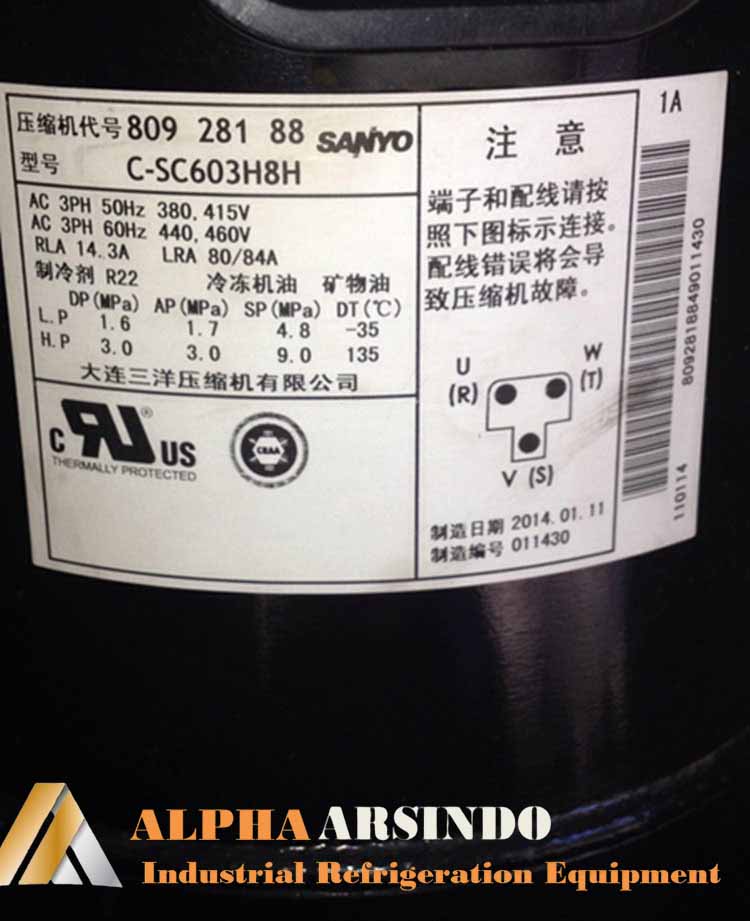 压缩机代号 809 281 88 SANYO
型号 C-SC603H8H
AC 3PH 50Hz 380,415V
AC 3PH 60Hz 440,460V
RLA 14.3A LRA 80/84A
制冷剂 R22 冷冻机油 矿物油
DP(MPa) AP(MPa) SP(MPa) DT(℃)
L.P 1.6 1.7 4.8 -35
H.P 3.0 3.0 9.0 135
大连三洋压缩机有限公司
C RU ® US
THERMALLY PROTECTED
CRAA
注 意
端子和配线请按
照下图标示连接。
配线错误将会导
致压缩机故障。
U
(R)
W
(T)
V (S)
制造日期 2014.01.11
制造编号 011430
1A
8092818849011430
110114
ALPHA ARSINDO
Industrial Refrigeration Equipment